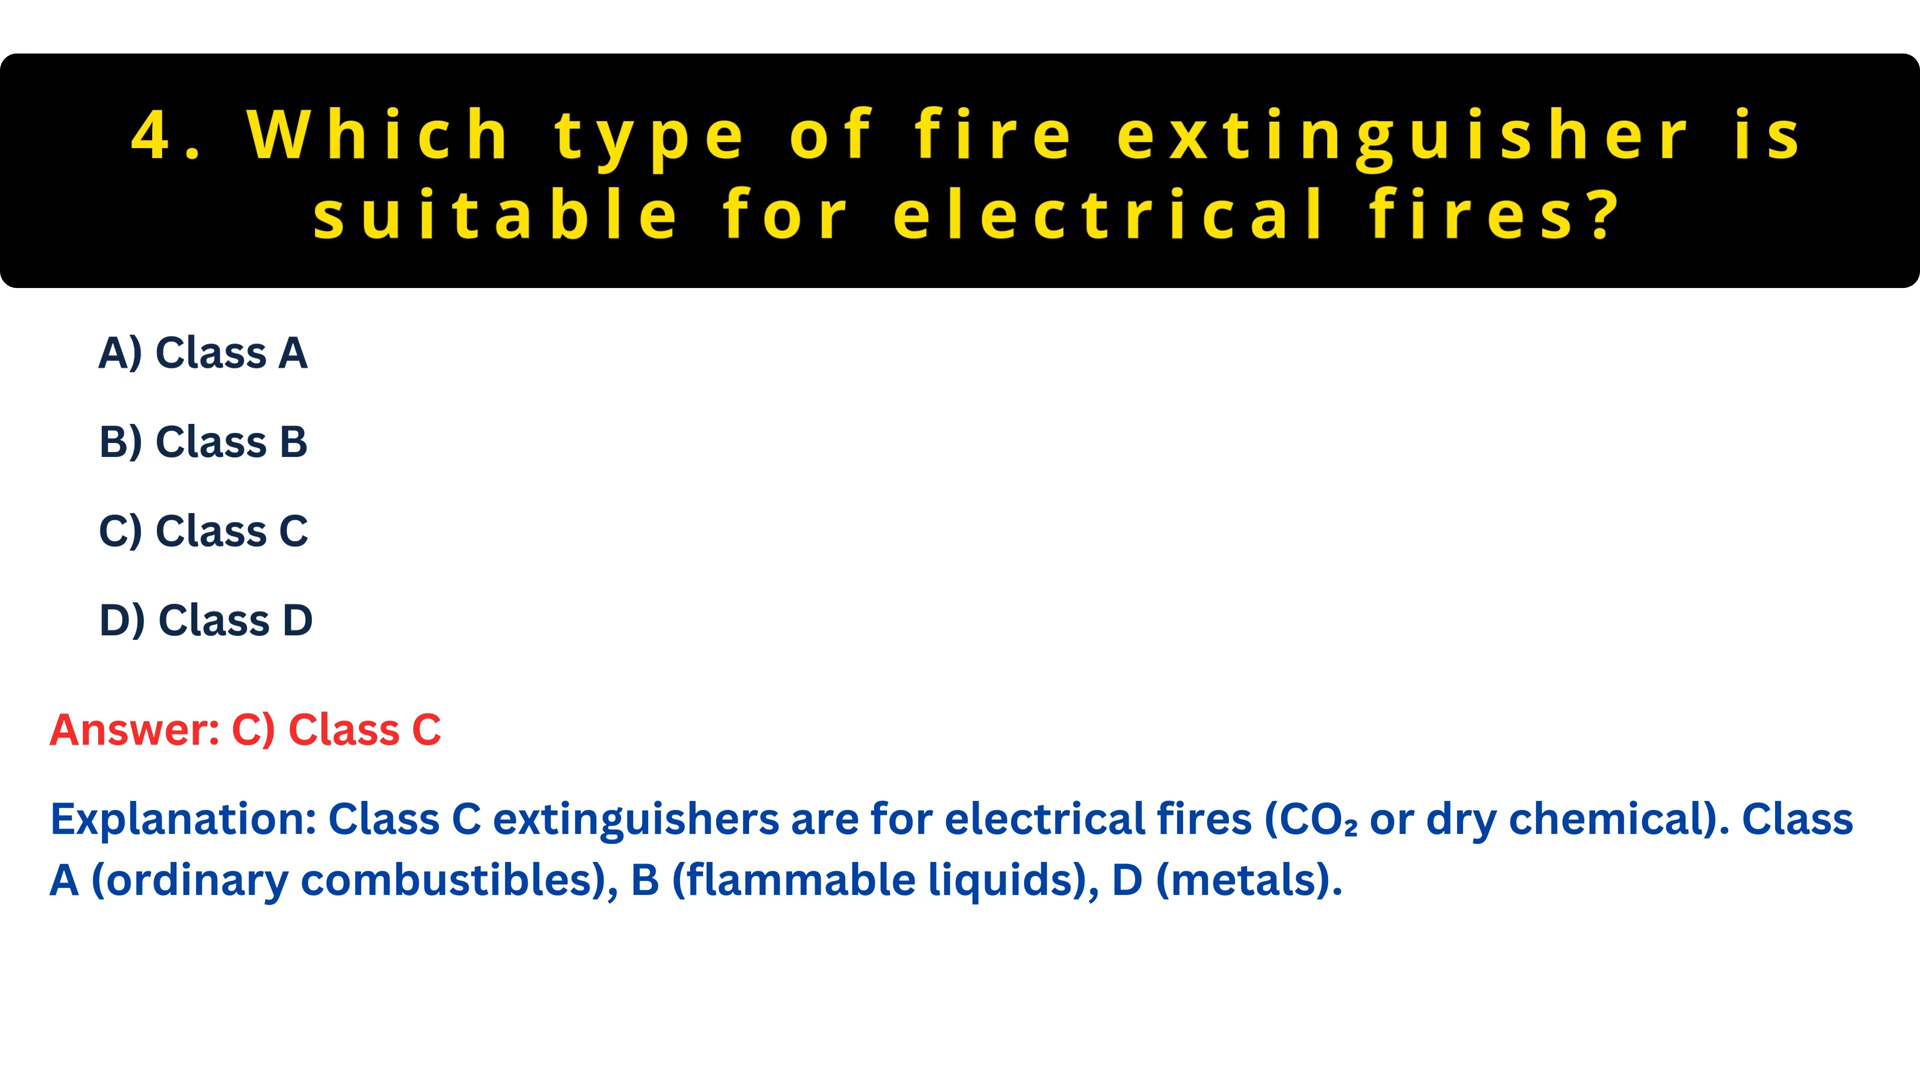 4. Which type of fire extinguisher is
suitable for electrical fires?
A) Class A
B) Class B
C) Class C
D) Class D
Answer: C) Class C
Explanation: Class C extinguishers are for electrical fires (CO₂ or dry chemical). Class
A (ordinary combustibles), B (flammable liquids), D (metals).